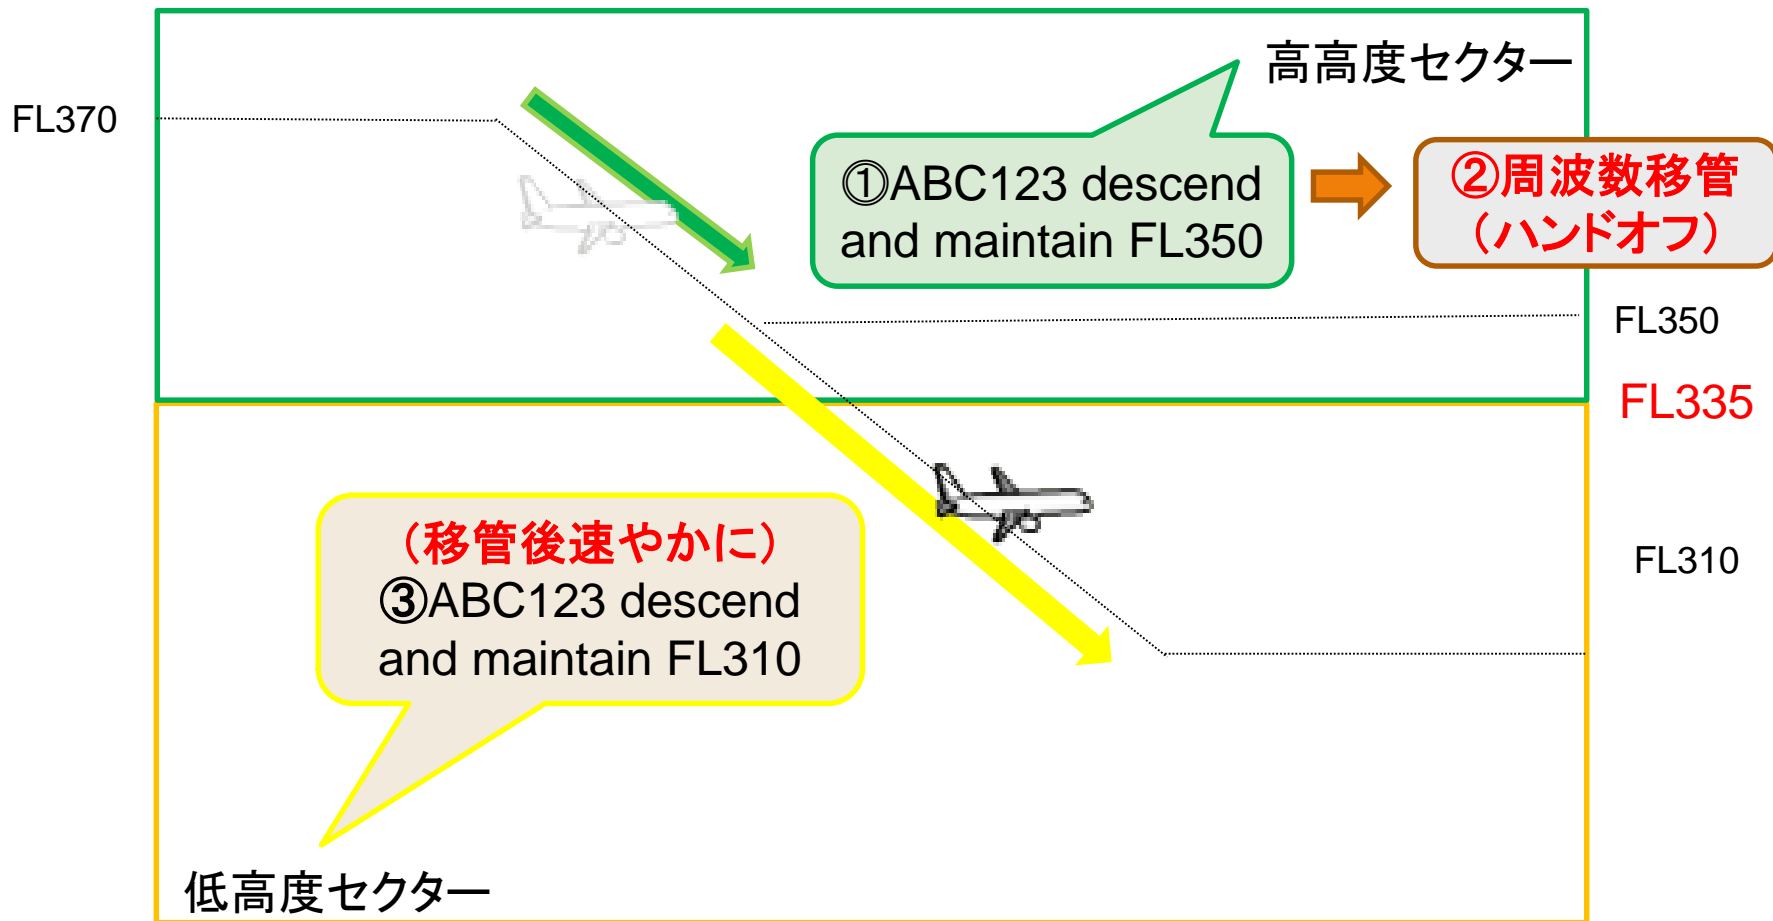 高高度セクター
FL370
①ABC123 descend
and maintain FL350
②周波数移管
（ハンドオフ）
FL350
FL335
（移管後速やかに）
③ABC123 descend
and maintain FL310
FL310
低高度セクター